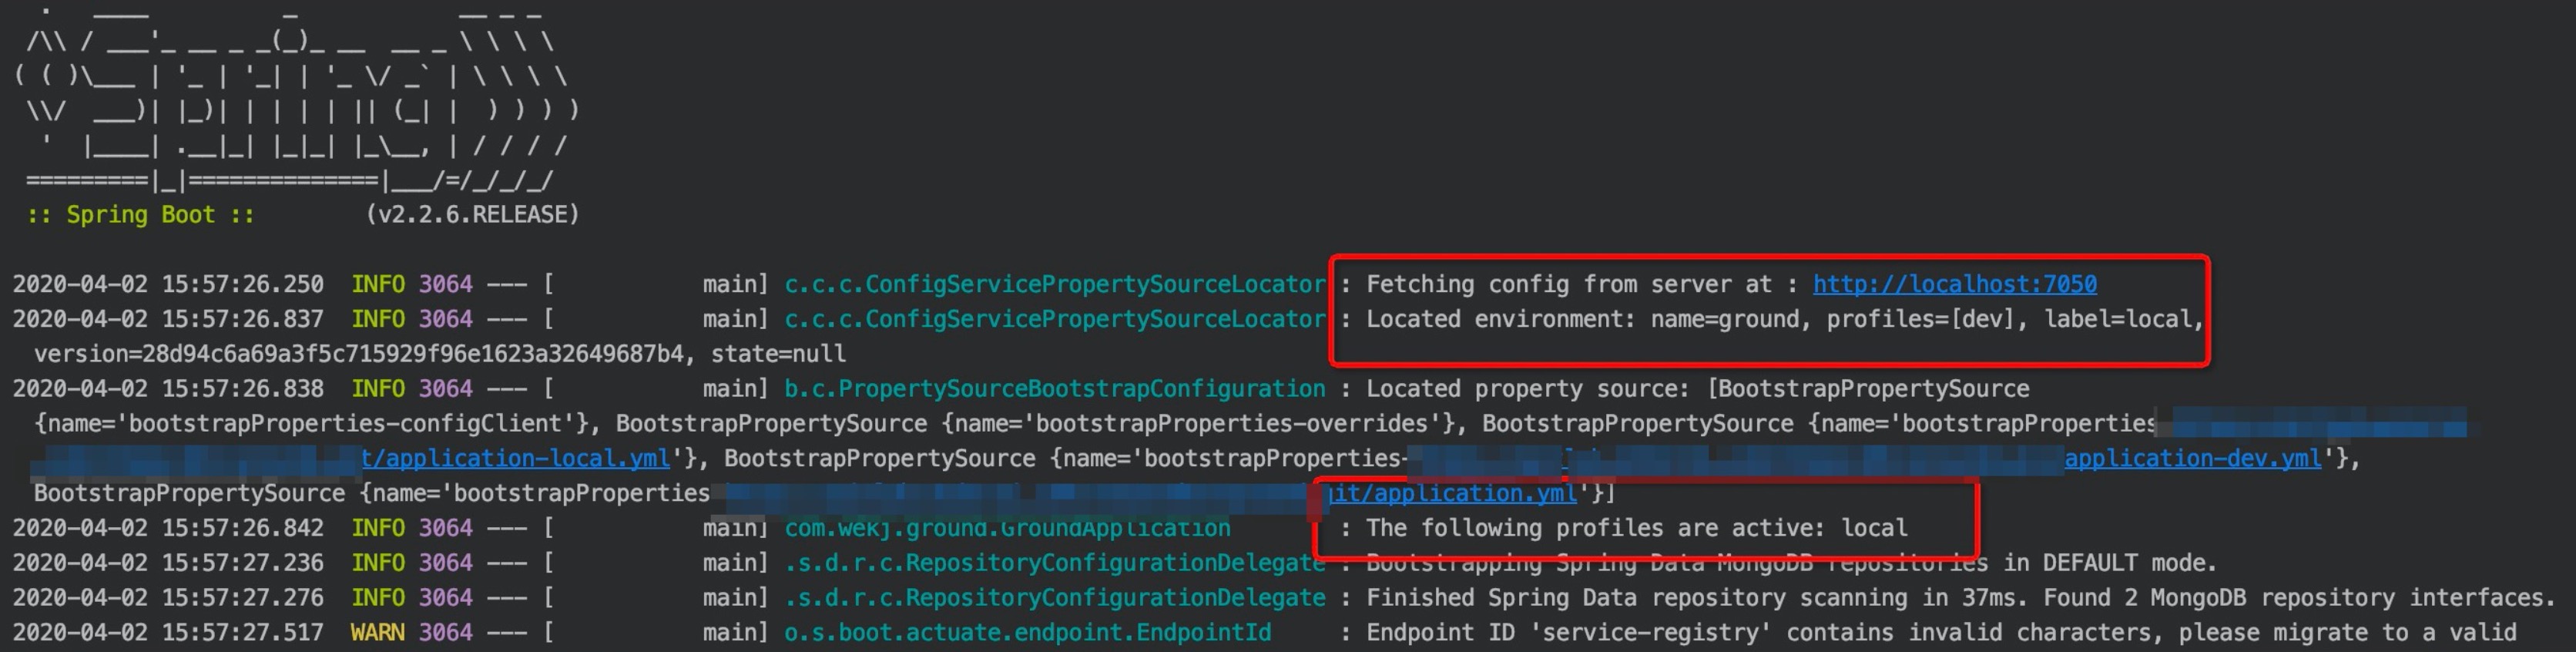 .   ____          _            __ _ _
 /\\ / ___'_ __ _ _(_)_ __  __ _ \ \ \ \
( ( )\___ | '_ | '_| | '_ \/ _` | \ \ \ \
 \\/  ___)| |_)| | | | | || (_| |  ) ) ) )
  '  |____| .__|_| |_|_| |_\__, | / / / /
 =========|_|==============|___/=/_/_/_/
 :: Spring Boot ::        (v2.2.6.RELEASE)
2020-04-02 15:57:26.250  INFO 3064 --- [           main] c.c.c.ConfigServicePropertySourceLocator : Fetching config from server at : http://localhost:7050
2020-04-02 15:57:26.837  INFO 3064 --- [           main] c.c.c.ConfigServicePropertySourceLocator : Located environment: name=ground, profiles=[dev], label=local,
version=28d94c6a69a3f5c715929f96e1623a32649687b4, state=null
2020-04-02 15:57:26.838  INFO 3064 --- [           main] b.c.PropertySourceBootstrapConfiguration : Located property source: [BootstrapPropertySource
{name='bootstrapProperties-configClient'}, BootstrapPropertySource {name='bootstrapProperties-overrides'}, BootstrapPropertySource {name='bootstrapProperties
t/application-local.yml'}, BootstrapPropertySource {name='bootstrapProperties- application-dev.yml'},
BootstrapPropertySource {name='bootstrapProperties it/application.yml'}]
2020-04-02 15:57:26.842  INFO 3064 --- [           main] com.wekj.ground.GroundApplication        : The following profiles are active: local
2020-04-02 15:57:27.236  INFO 3064 --- [           main] .s.d.r.c.RepositoryConfigurationDelegate : Bootstrapping Spring Data MongoDB repositories in DEFAULT mode.
2020-04-02 15:57:27.276  INFO 3064 --- [           main] .s.d.r.c.RepositoryConfigurationDelegate : Finished Spring Data repository scanning in 37ms. Found 2 MongoDB repository interfaces.
2020-04-02 15:57:27.517  WARN 3064 --- [           main] o.s.boot.actuate.endpoint.EndpointId     : Endpoint ID 'service-registry' contains invalid characters, please migrate to a valid